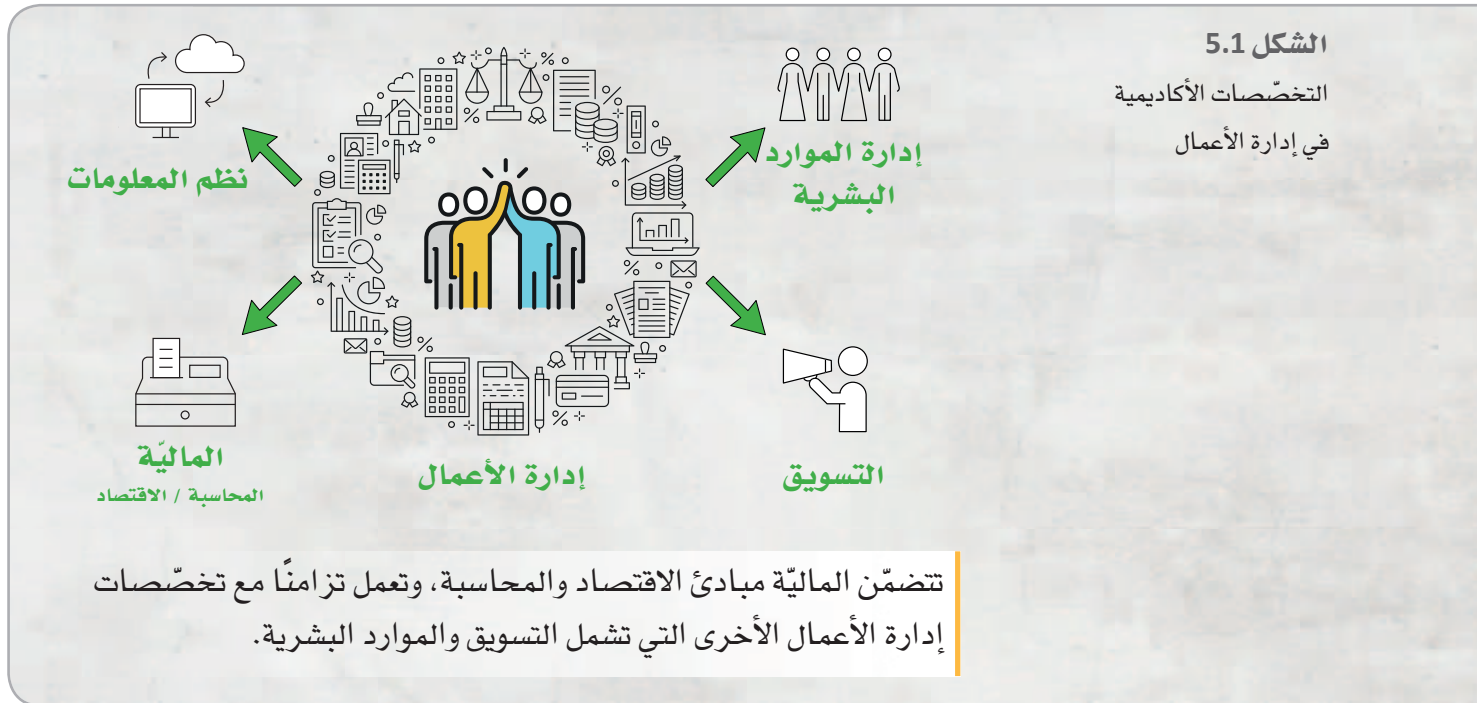 الشكل 5.1
التخصّصات الأكاديمية
في إدارة الأعمال
إدارة الموارد
البشرية
نظم المعلومات
التسويق
إدارة الأعمال
الماليّة
المحاسبة / الاقتصاد
تتضمّن الماليّة مبادئ الاقتصاد والمحاسبة، وتعمل تزامنًا مع تخصّصات
إدارة الأعمال الأخرى التي تشمل التسويق والموارد البشرية.